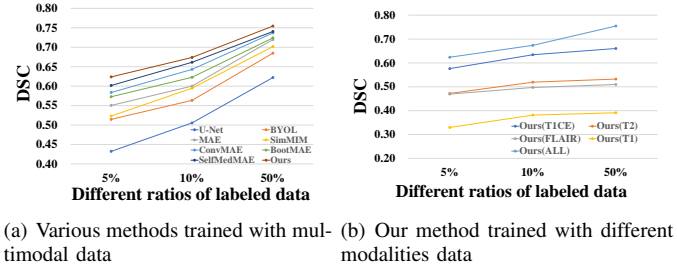 0.80
0.75
0.70
0.65
0.60
0.55
0.50
0.45
0.40
DSC
U-Net BYOL
MAE SimMIM
ConvMAE BootMAE
SelfMedMAE Ours
5% 10% 50%
Different ratios of labeled data
0.80
0.70
0.60
0.50
0.40
0.30
0.20
DSC
Ours(T1CE) Ours(T2)
Ours(FLAIR) Ours(T1)
Ours(ALL)
5% 10% 50%
Different ratios of labeled data
(a) Various methods trained with mul-
timodal data
(b) Our method trained with different
modalities data